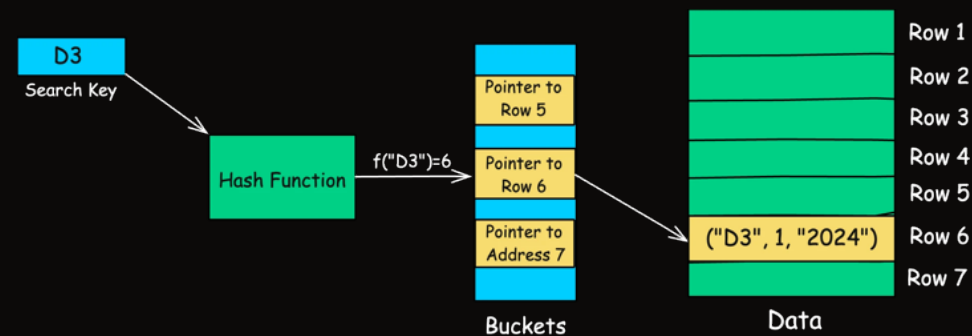 D3
Search Key
Hash Function
f("D3")=6
Pointer to
Row 5
Pointer to
Row 6
Pointer to
Address 7
Buckets
("D3", 1, "2024")
Row 1
Row 2
Row 3
Row 4
Row 5
Row 6
Row 7
Data